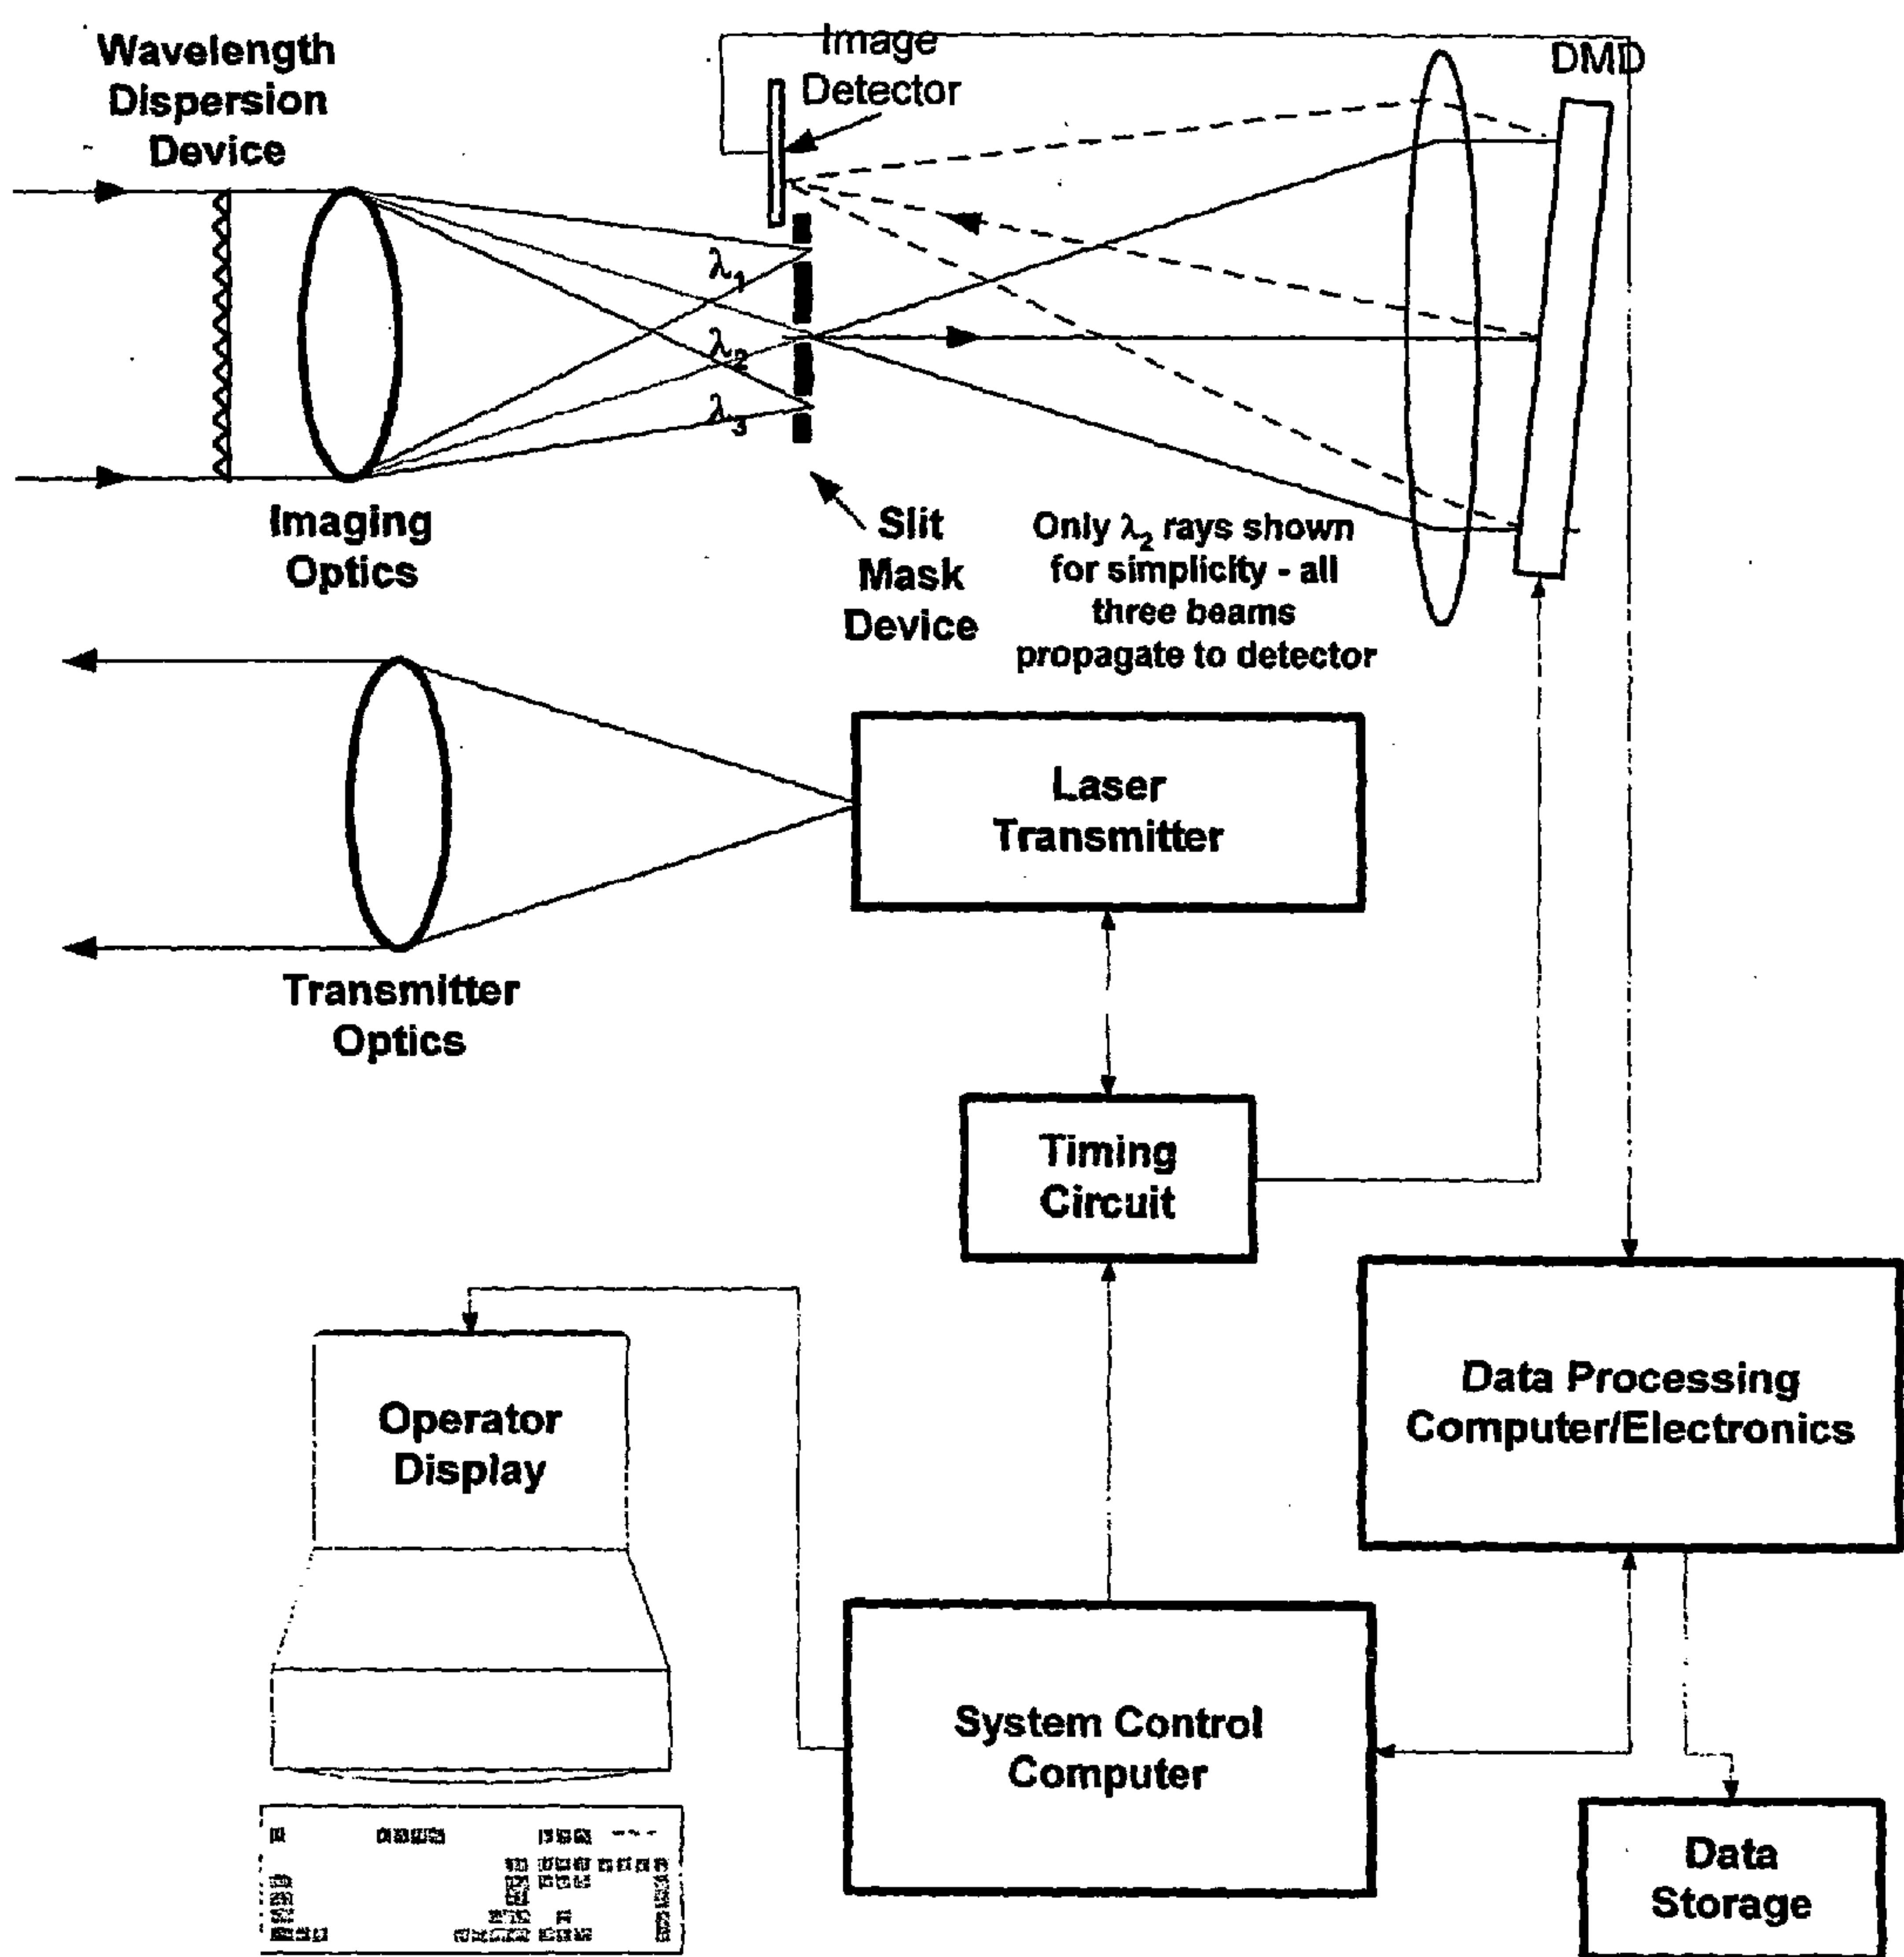 Wavelength
Dispersion
Device
Image
Detector
DMD
λ1
λ2
λ3
Imaging
Optics
Slit
Mask
Device
Only λ2 rays shown
for simplicity - all
three beams
propagate to detector
Laser
Transmitter
Transmitter
Optics
Timing
Circuit
Operator
Display
Data Processing
Computer/Electronics
System Control
Computer
Data
Storage